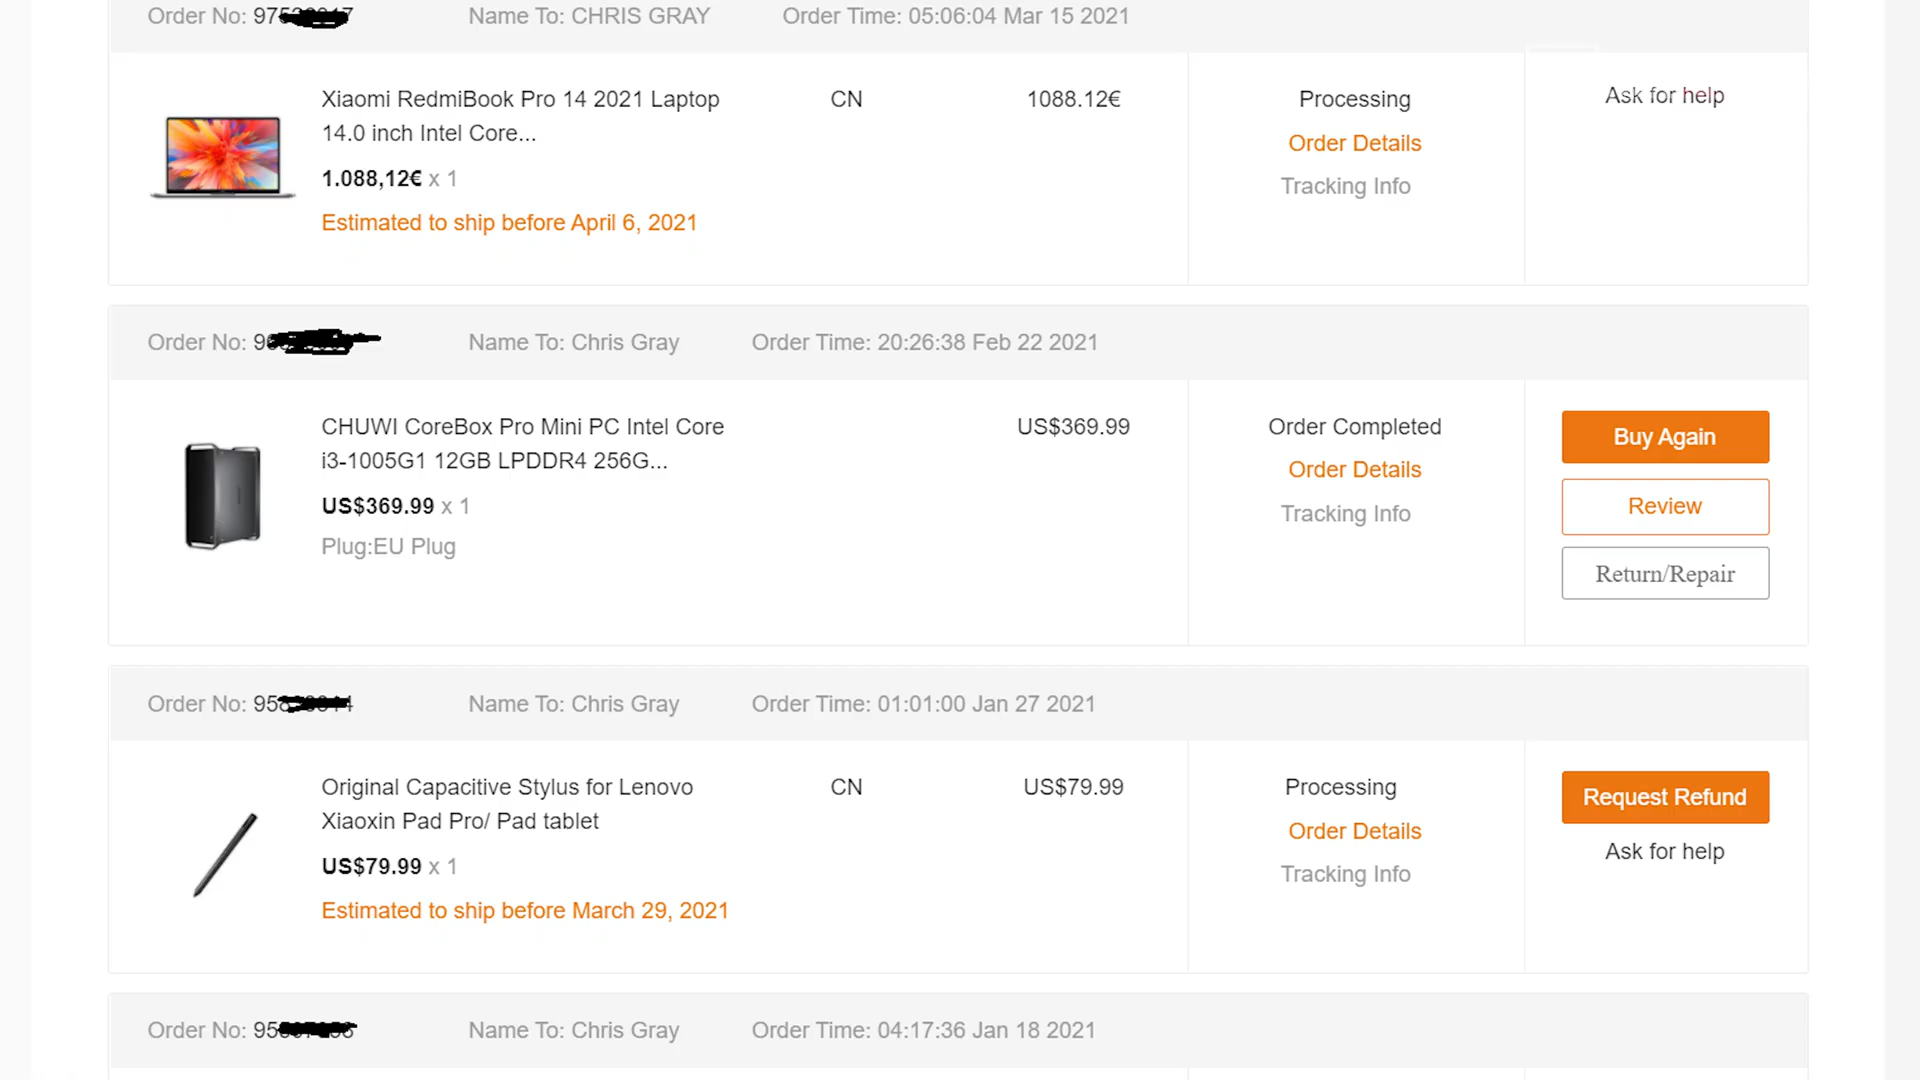 Order No: Name To: CHRIS GRAY Order Time: 05:06:04 Mar 15 2021
Xiaomi RedmiBook Pro 14 2021 Laptop CN 1088.12€ Processing Ask for help
14.0 inch Intel Core...
Order Details
1.088,12€ x 1
Tracking Info
Estimated to ship before April 6, 2021
Order No: Name To: Chris Gray Order Time: 20:26:38 Feb 22 2021
CHUWI CoreBox Pro Mini PC Intel Core US$369.99 Order Completed Buy Again
i3-1005G1 12GB LPDDR4 256G...
Order Details
US$369.99 x 1
Tracking Info
Review
Plug:EU Plug
Return/Repair
Order No: Name To: Chris Gray Order Time: 01:01:00 Jan 27 2021
Original Capacitive Stylus for Lenovo CN US$79.99 Processing Request Refund
Xiaoxin Pad Pro/ Pad tablet
Order Details
Ask for help
US$79.99 x 1
Tracking Info
Estimated to ship before March 29, 2021
Order No: Name To: Chris Gray Order Time: 04:17:36 Jan 18 2021